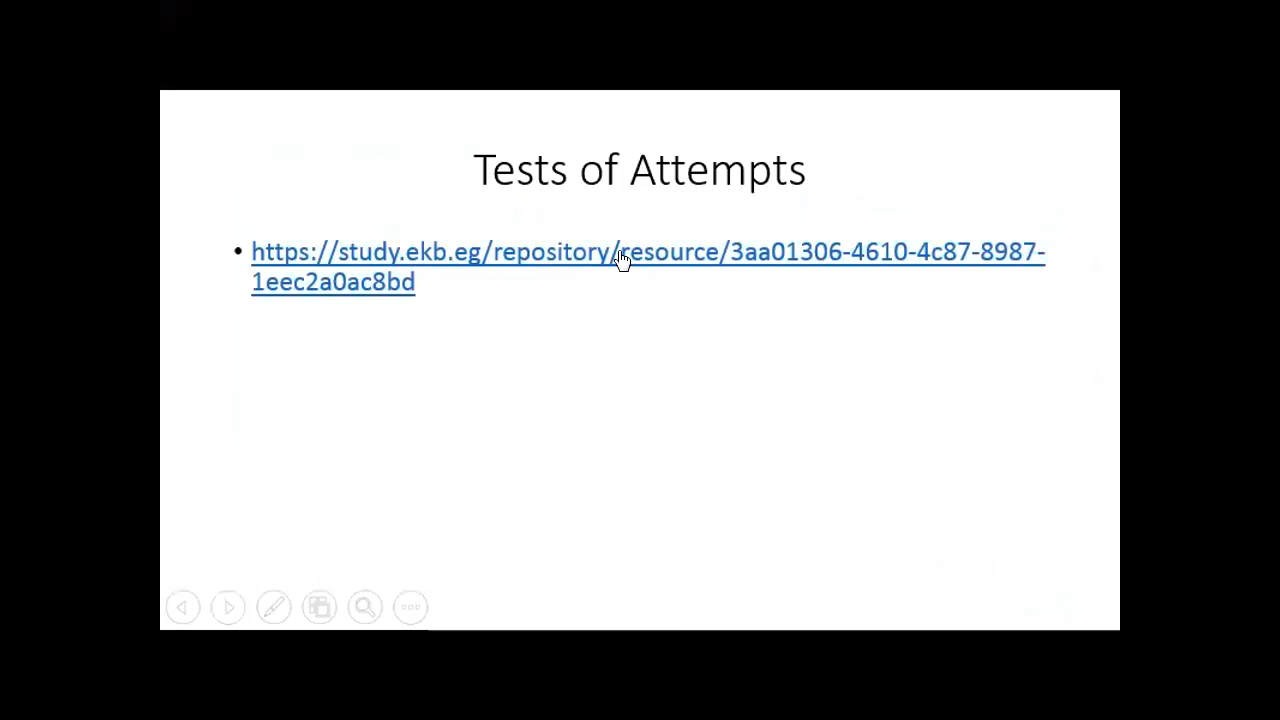 Tests of Attempts
• https://study.ekb.eg/repository/resource/3aa01306-4610-4c87-8987-
1eec2a0ac8bd